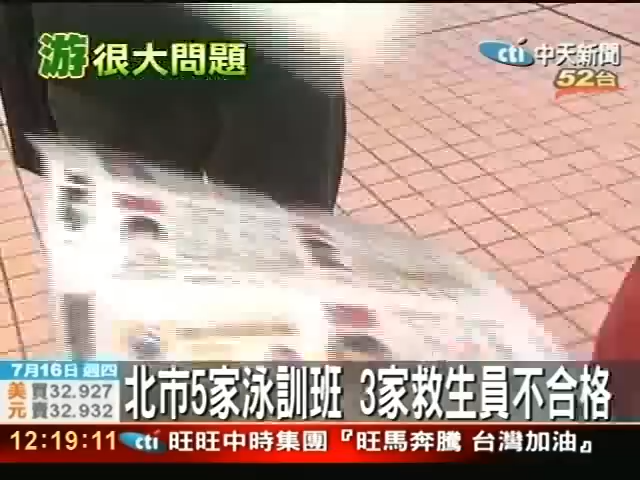 游很大問題
cti 中天新聞
52台
7月16日 週四
美元 買32.927
賣32.932
北市5家泳訓班 3家救生員不合格
12:19:11 cti 旺旺中時集團『旺馬奔騰 台灣加油』